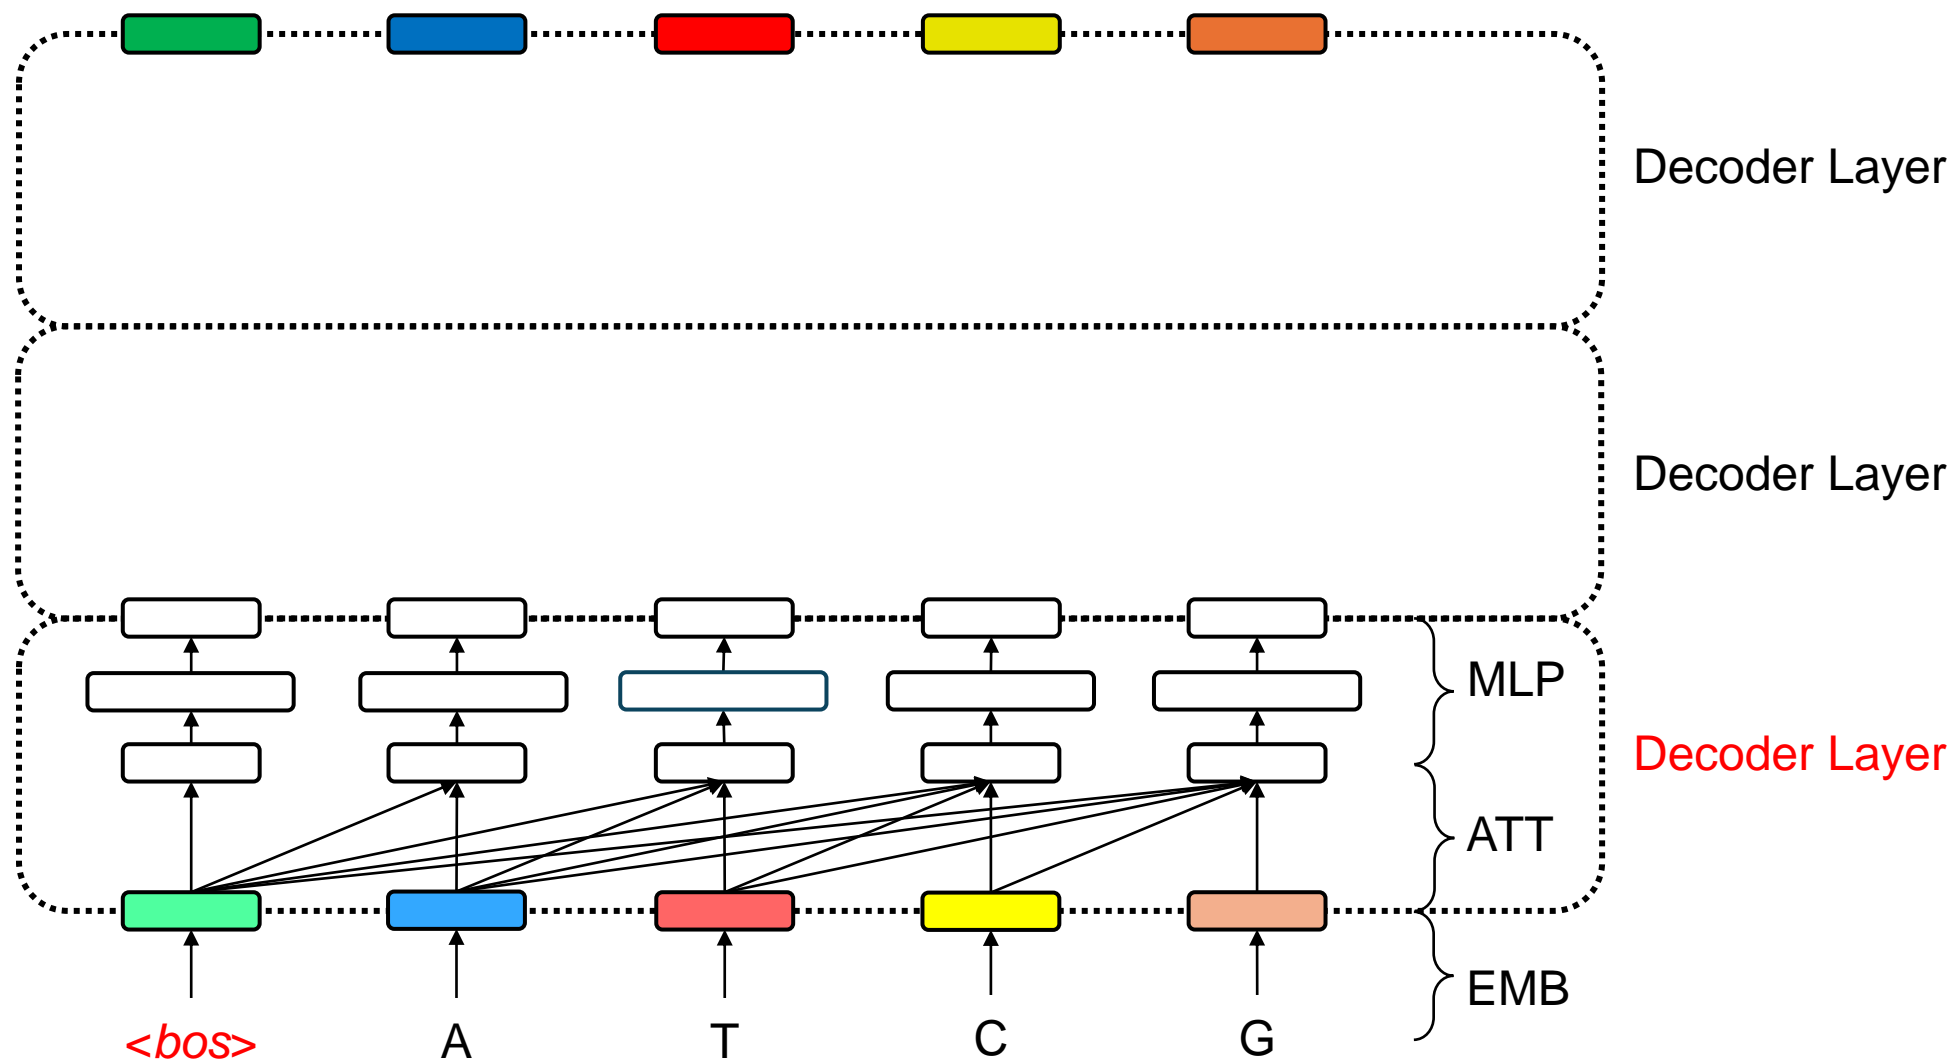 Decoder Layer
Decoder Layer
MLP
Decoder Layer
ATT
EMB
<bos> A T C G